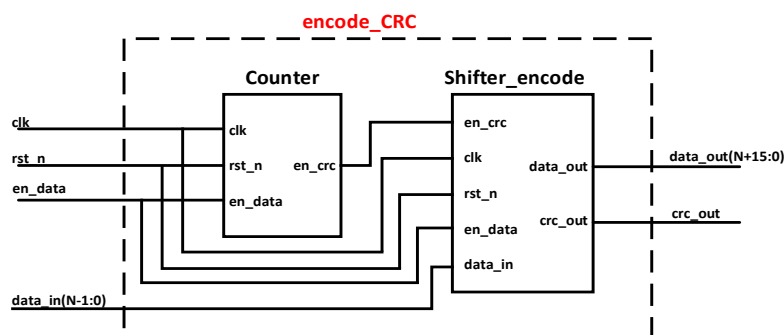 encode_CRC
Counter
Shifter_encode
clk
rst_n
en_data
data_in(N-1:0)
clk
rst_n
en_data
en_crc
en_crc
clk
rst_n
en_data
data_in
data_out
crc_out
data_out(N+15:0)
crc_out